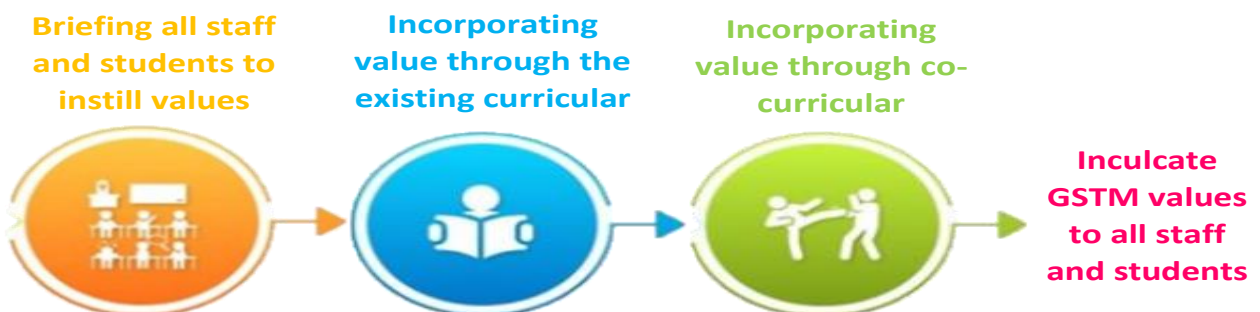 Briefing all staff
and students to
instill values
Incorporating
value through the
existing curricular
Incorporating
value through co-
curricular
Inculcate
GSTM values
to all staff
and students